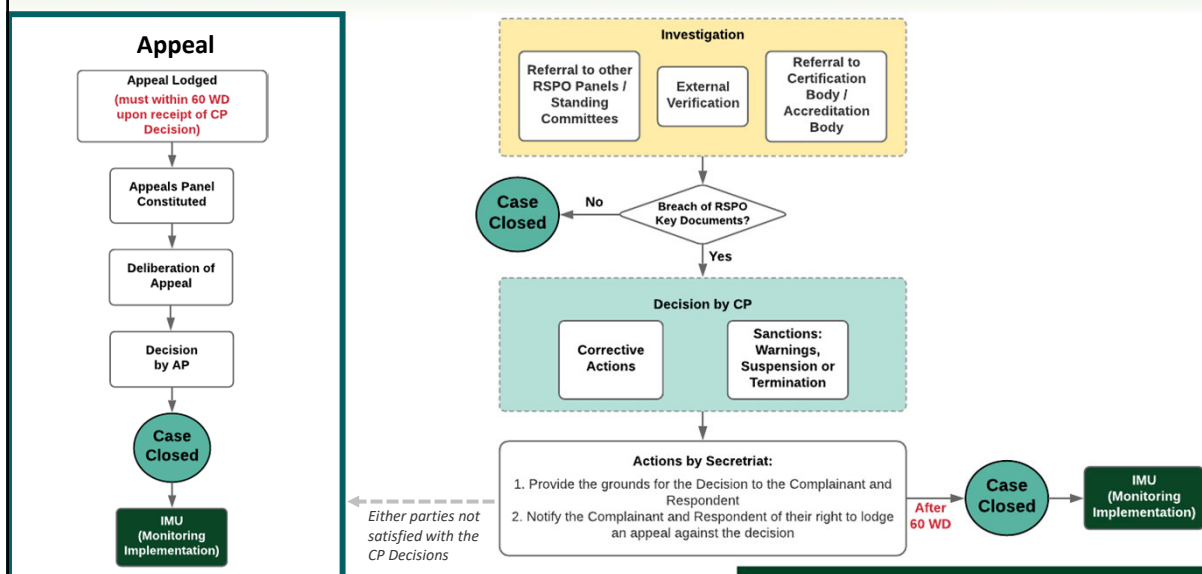 Appeal
Appeal Lodged
(must within 60 WD
upon receipt of CP
Decision)
Appeals Panel
Constituted
Deliberation of
Appeal
Decision
by AP
Case
Closed
IMU
(Monitoring
Implementation)
Investigation
Referral to other
RSPO Panels /
Standing
Committees
External
Verification
Referral to
Certification
Body /
Accreditation
Body
Breach of RSPO
Key Documents?
No
Case
Closed
Yes
Decision by CP
Corrective
Actions
Sanctions:
Warnings,
Suspension or
Termination
Actions by Secretriat:
1. Provide the grounds for the Decision to the Complainant and
Respondent
2. Notify the Complainant and Respondent of their right to lodge
an appeal against the decision
Either parties not
satisfied with the
CP Decisions
After
60 WD
Case
Closed
IMU
(Monitoring
Implementation)